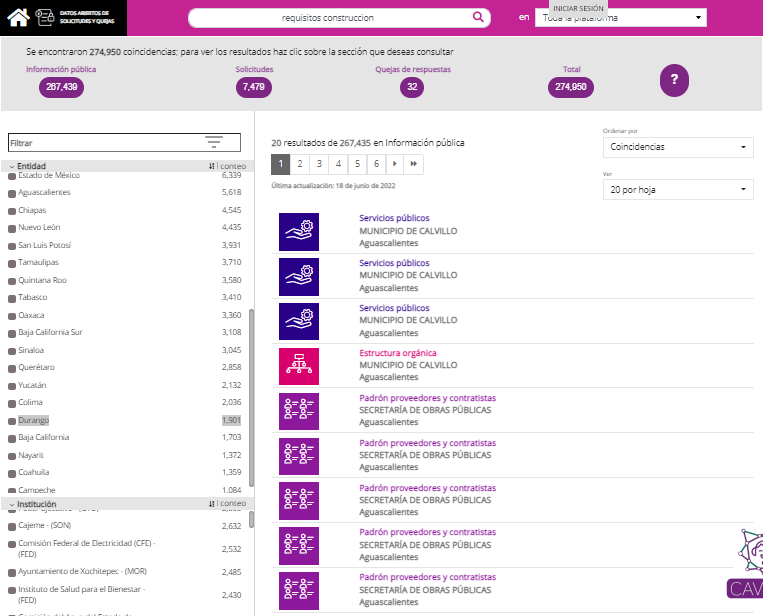 DATOS ABIERTOS DE
SOLICITUDES Y QUEJAS
requisitos construccion
en
INICIAR SESIÓN
Toda la plataforma
Se encontraron 274,950 coincidencias; para ver los resultados haz clic sobre la sección que deseas consultar
Información pública
267,439
Solicitudes
7,479
Quejas de respuestas
32
Total
274,950
?
Filtrar
Entidad
conteo
Estado de México 6,339
Aguascalientes 5,618
Chiapas 4,545
Nuevo León 4,435
San Luis Potosí 3,931
Tamaulipas 3,710
Quintana Roo 3,580
Tabasco 3,410
Oaxaca 3,360
Baja California Sur 3,108
Sinaloa 3,045
Querétaro 2,858
Yucatán 2,132
Colima 2,036
Durango 1,901
Baja California 1,703
Nayarit 1,372
Coahuila 1,359
Campeche 1,084
Institución
conteo
Cajeme - (SON) 2,632
Comisión Federal de Electricidad (CFE) -
(FED) 2,532
Ayuntamiento de Xochitepec - (MOR) 2,485
Instituto de Salud para el Bienestar -
(FED) 2,430
20 resultados de 267,435 en Información pública
1 2 3 4 5 6
Última actualización: 18 de junio de 2022
Ordenar por
Coincidencias
Ver
20 por hoja
Servicios públicos
MUNICIPIO DE CALVILLO
Aguascalientes
Servicios públicos
MUNICIPIO DE CALVILLO
Aguascalientes
Servicios públicos
MUNICIPIO DE CALVILLO
Aguascalientes
Estructura orgánica
MUNICIPIO DE CALVILLO
Aguascalientes
Padrón proveedores y contratistas
SECRETARÍA DE OBRAS PÚBLICAS
Aguascalientes
Padrón proveedores y contratistas
SECRETARÍA DE OBRAS PÚBLICAS
Aguascalientes
Padrón proveedores y contratistas
SECRETARÍA DE OBRAS PÚBLICAS
Aguascalientes
Padrón proveedores y contratistas
SECRETARÍA DE OBRAS PÚBLICAS
Aguascalientes
Padrón proveedores y contratistas
SECRETARÍA DE OBRAS PÚBLICAS
Aguascalientes
CAV